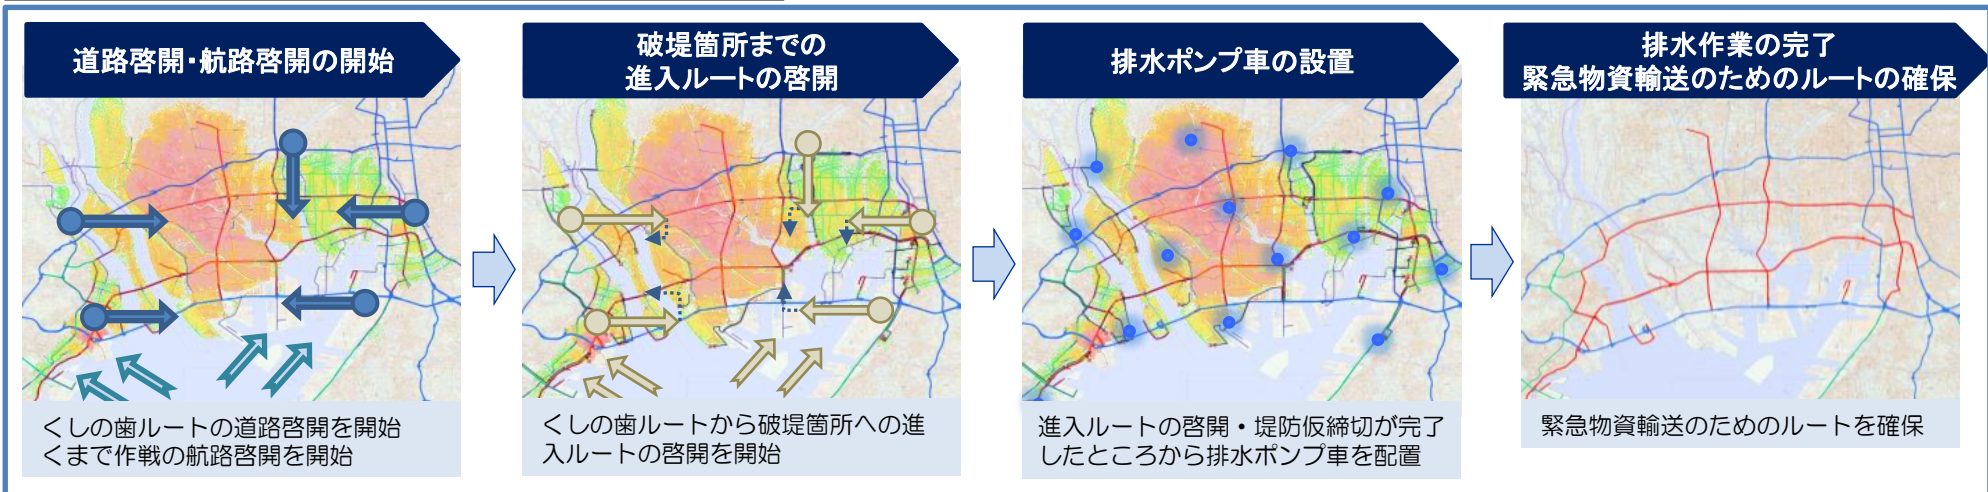 道路啓開・航路啓開の開始
くしの歯ルートの道路啓開を開始
くまで作戦の航路啓開を開始
破堤箇所までの
進入ルートの啓開
くしの歯ルートから破堤箇所への進
入ルートの啓開を開始
排水ポンプ車の設置
進入ルートの啓開・堤防仮締切が完了
したところから排水ポンプ車を配置
排水作業の完了
緊急物資輸送のためのルートの確保
緊急物資輸送のためのルートを確保